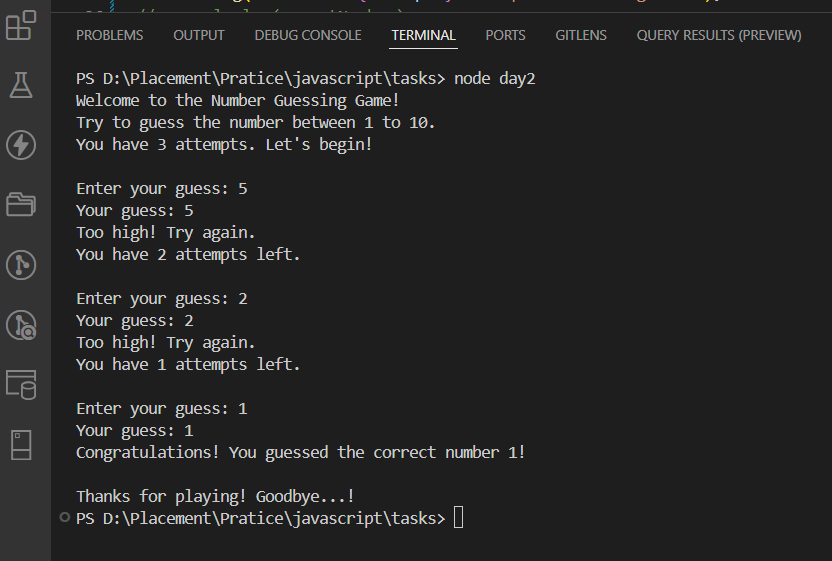 PROBLEMS OUTPUT DEBUG CONSOLE TERMINAL PORTS GITLENS QUERY RESULTS (PREVIEW)
PS D:\Placement\Pratice\javascript\tasks> node day2
Welcome to the Number Guessing Game!
Try to guess the number between 1 to 10.
You have 3 attempts. Let's begin!
Enter your guess: 5
Your guess: 5
Too high! Try again.
You have 2 attempts left.
Enter your guess: 2
Your guess: 2
Too high! Try again.
You have 1 attempts left.
Enter your guess: 1
Your guess: 1
Congratulations! You guessed the correct number 1!
Thanks for playing! Goodbye...!
PS D:\Placement\Pratice\javascript\tasks>